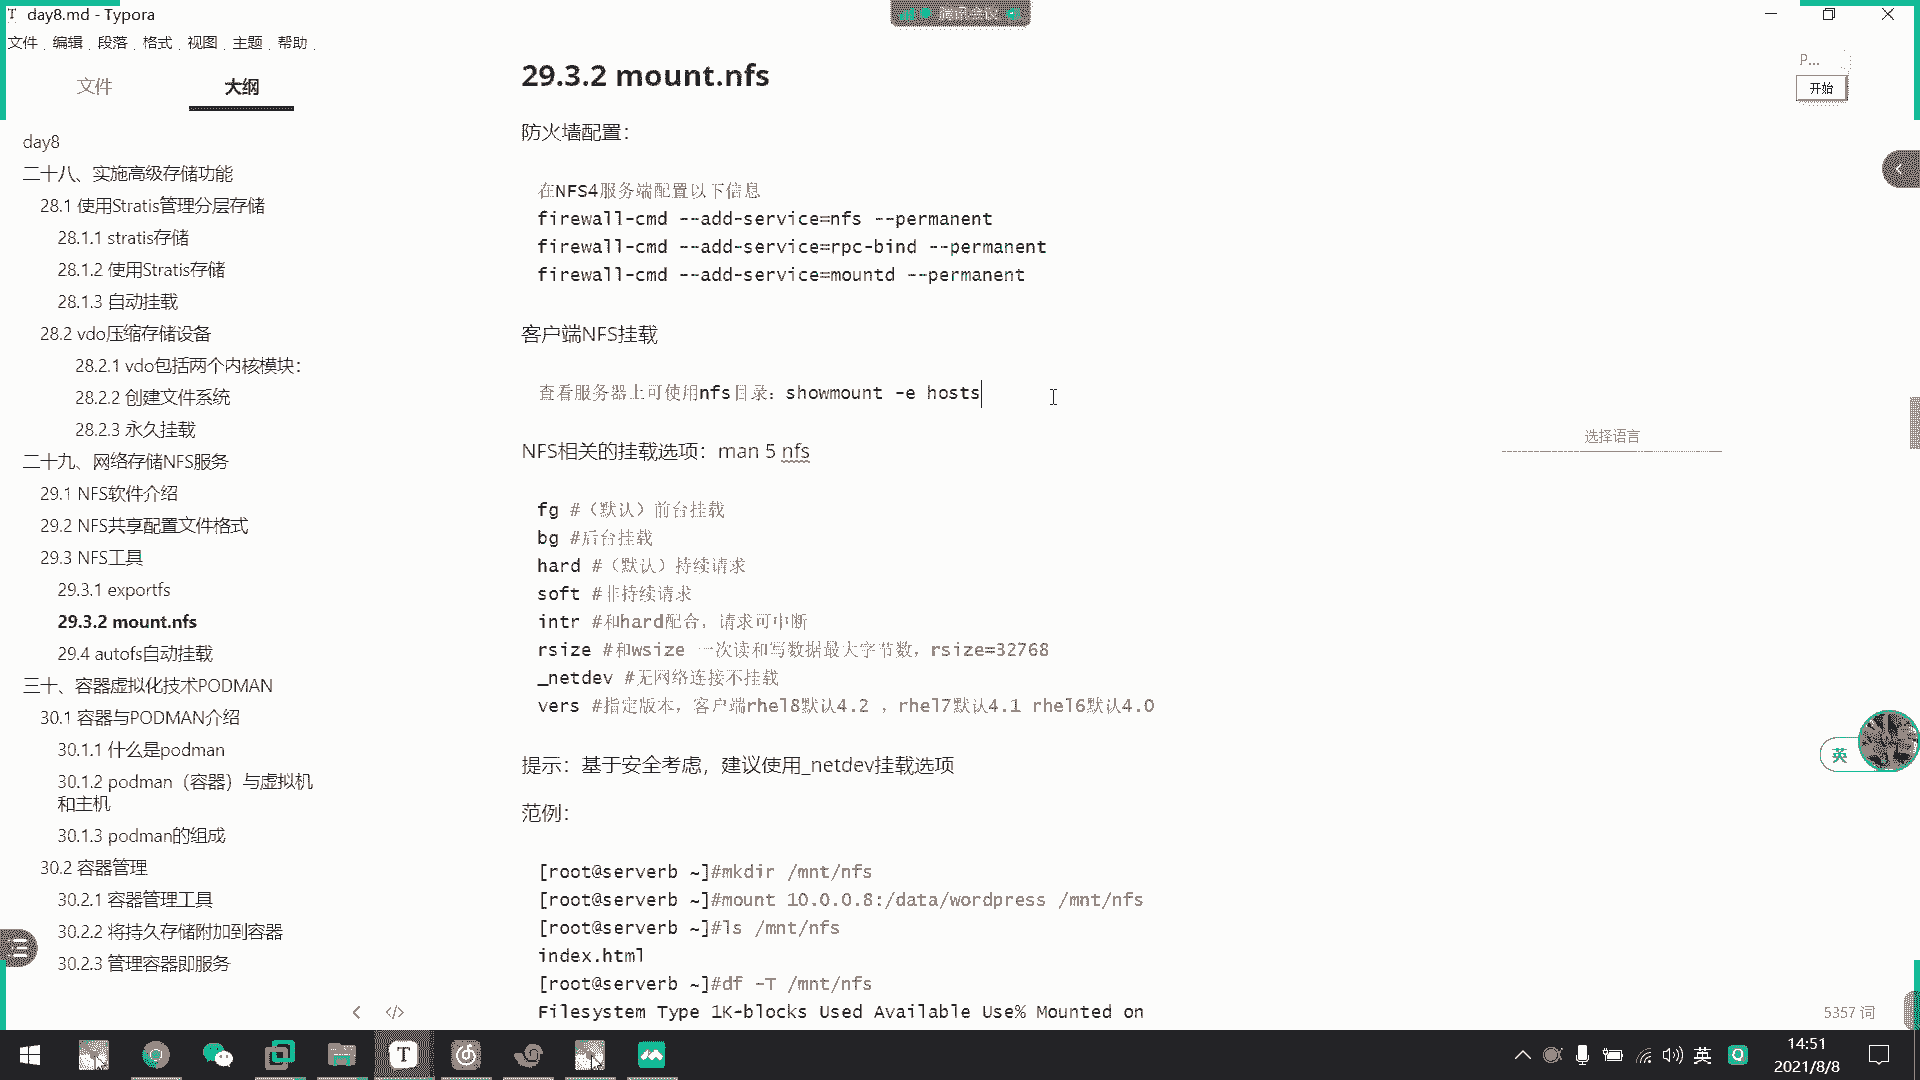 day8.md - Typora
腾讯会议
文件 编辑 段落 格式 视图 主题 帮助
文件 大纲
day8
二十八、实施高级存储功能
28.1 使用Stratis管理分层存储
28.1.1 stratis存储
28.1.2 使用Stratis存储
28.1.3 自动挂载
28.2 vdo压缩存储设备
28.2.1 vdo包括两个内核模块：
28.2.2 创建文件系统
28.2.3 永久挂载
二十九、网络存储NFS服务
29.1 NFS软件介绍
29.2 NFS共享配置文件格式
29.3 NFS工具
29.3.1 exportfs
29.3.2 mount.nfs
29.4 autofs自动挂载
三十、容器虚拟化技术PODMAN
30.1 容器与PODMAN介绍
30.1.1 什么是podman
30.1.2 podman（容器）与虚拟机
和主机
30.1.3 podman的组成
30.2 容器管理
30.2.1 容器管理工具
30.2.2 将持久存储附加到容器
30.2.3 管理容器即服务
29.3.2 mount.nfs
防火墙配置：
在NFS4服务端配置以下信息
firewall-cmd --add-service=nfs --permanent
firewall-cmd --add-service=rpc-bind --permanent
firewall-cmd --add-service=mountd --permanent
客户端NFS挂载
查看服务器上可使用nfs目录：showmount -e hosts
NFS相关的挂载选项：man 5 nfs
fg #（默认）前台挂载
bg #后台挂载
hard #（默认）持续请求
soft #非持续请求
intr #和hard配合，请求可中断
rsize #和wsize 一次读和写数据最大字节数，rsize=32768
_netdev #无网络连接不挂载
vers #指定版本，客户端rhel8默认4.2 ，rhel7默认4.1 rhel6默认4.0
提示：基于安全考虑，建议使用_netdev挂载选项
范例：
[root@serverb ~]#mkdir /mnt/nfs
[root@serverb ~]#mount 10.0.0.8:/data/wordpress /mnt/nfs
[root@serverb ~]#ls /mnt/nfs
index.html
[root@serverb ~]#df -T /mnt/nfs
Filesystem Type 1K-blocks Used Available Use% Mounted on
P...
开始
选择语言
英
5357 词
英
14:51
2021/8/8